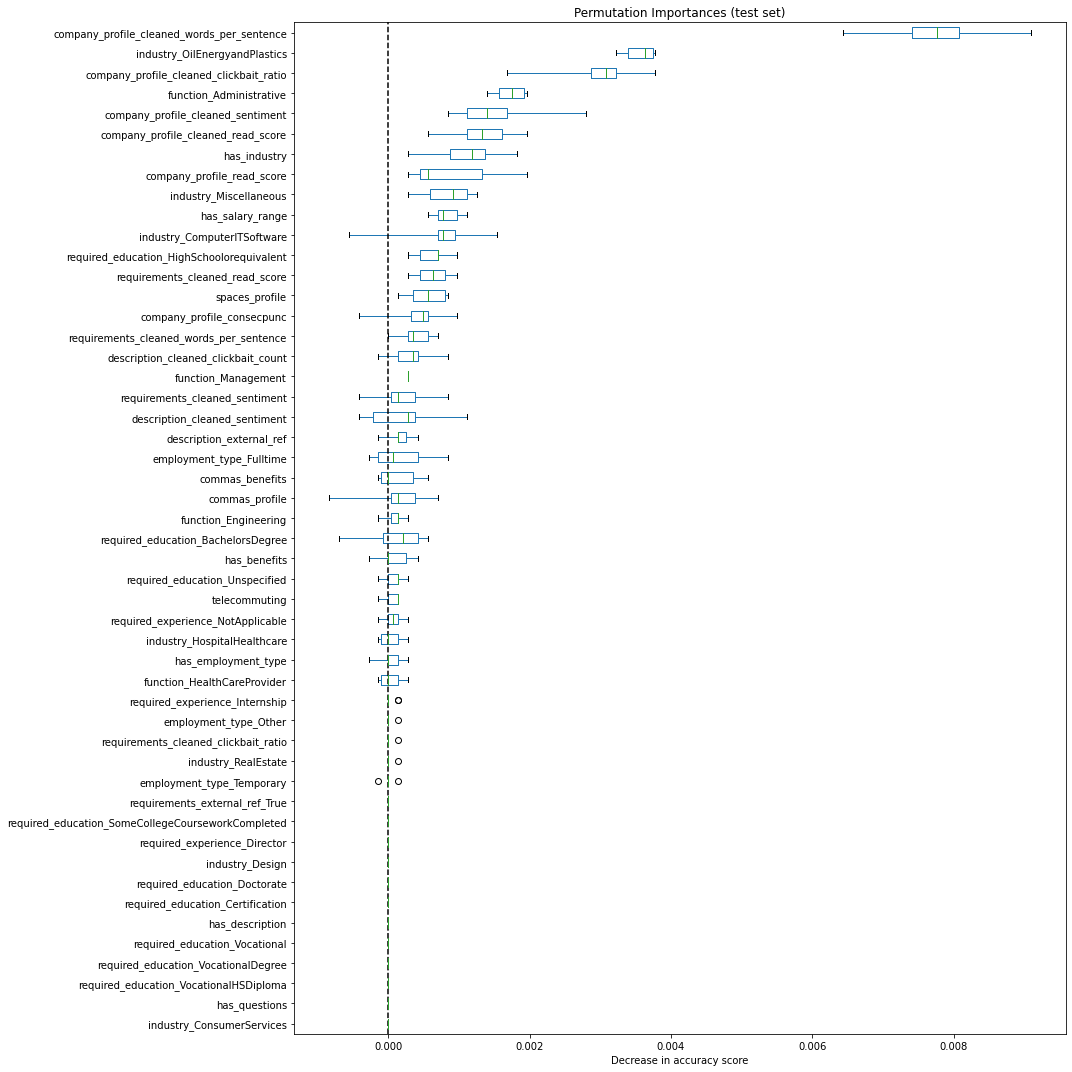 Permutation Importances (test set)
company_profile_cleaned_words_per_sentence
industry_OilEnergyandPlastics
company_profile_cleaned_clickbait_ratio
function_Administrative
company_profile_cleaned_sentiment
company_profile_cleaned_read_score
has_industry
company_profile_read_score
industry_Miscellaneous
has_salary_range
industry_ComputerITSoftware
required_education_HighSchoolorequivalent
requirements_cleaned_read_score
spaces_profile
company_profile_consecpunc
requirements_cleaned_words_per_sentence
description_cleaned_clickbait_count
function_Management
requirements_cleaned_sentiment
description_cleaned_sentiment
description_external_ref
employment_type_Fulltime
commas_benefits
commas_profile
function_Engineering
required_education_BachelorsDegree
has_benefits
required_education_Unspecified
telecommuting
required_experience_NotApplicable
industry_HospitalHealthcare
has_employment_type
function_HealthCareProvider
required_experience_Internship
employment_type_Other
requirements_cleaned_clickbait_ratio
industry_RealEstate
employment_type_Temporary
requirements_external_ref_True
required_education_SomeCollegeCourseworkCompleted
required_experience_Director
industry_Design
required_education_Doctorate
required_education_Certification
has_description
required_education_Vocational
required_education_VocationalDegree
required_education_VocationalHSDiploma
has_questions
industry_ConsumerServices
0.000 0.002 0.004 0.006 0.008
Decrease in accuracy score